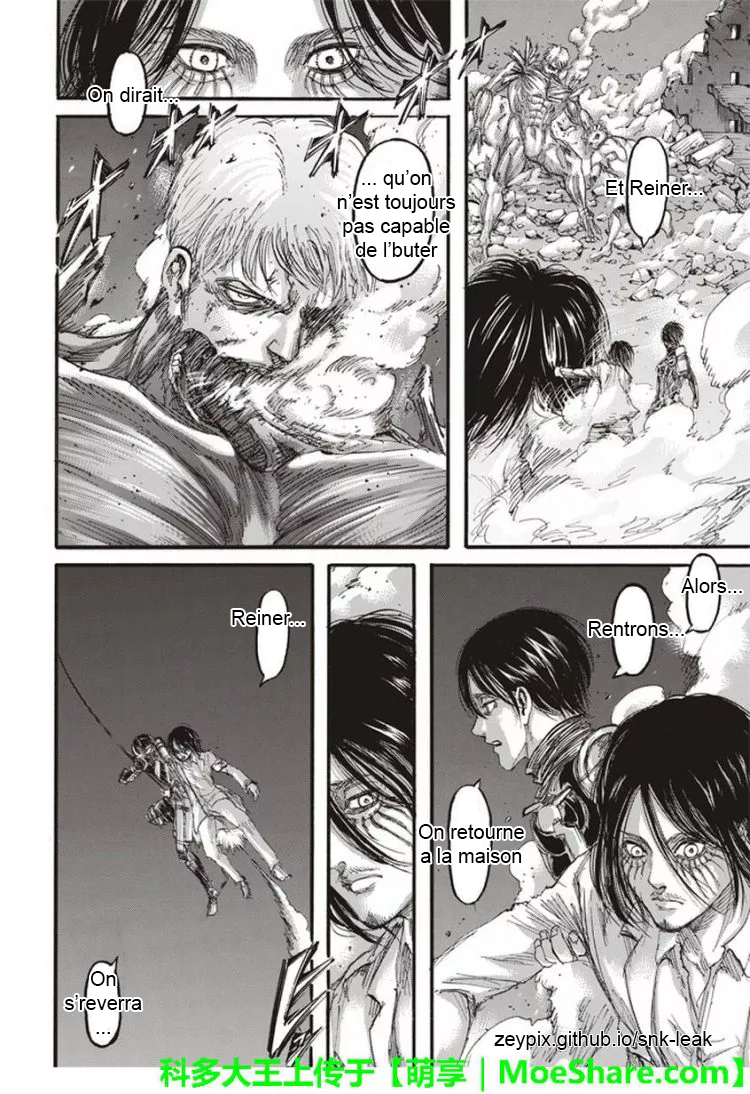 Et Reiner...
On dirait...
... qu'on
n'est toujours
pas capable
de l'buter
Alors...
Rentrons...
On retourne
a la maison
Reiner...
On
s'reverra
...
zeypix.github.io/snk-leak
科多大王上传于【萌享｜MoeShare.com】